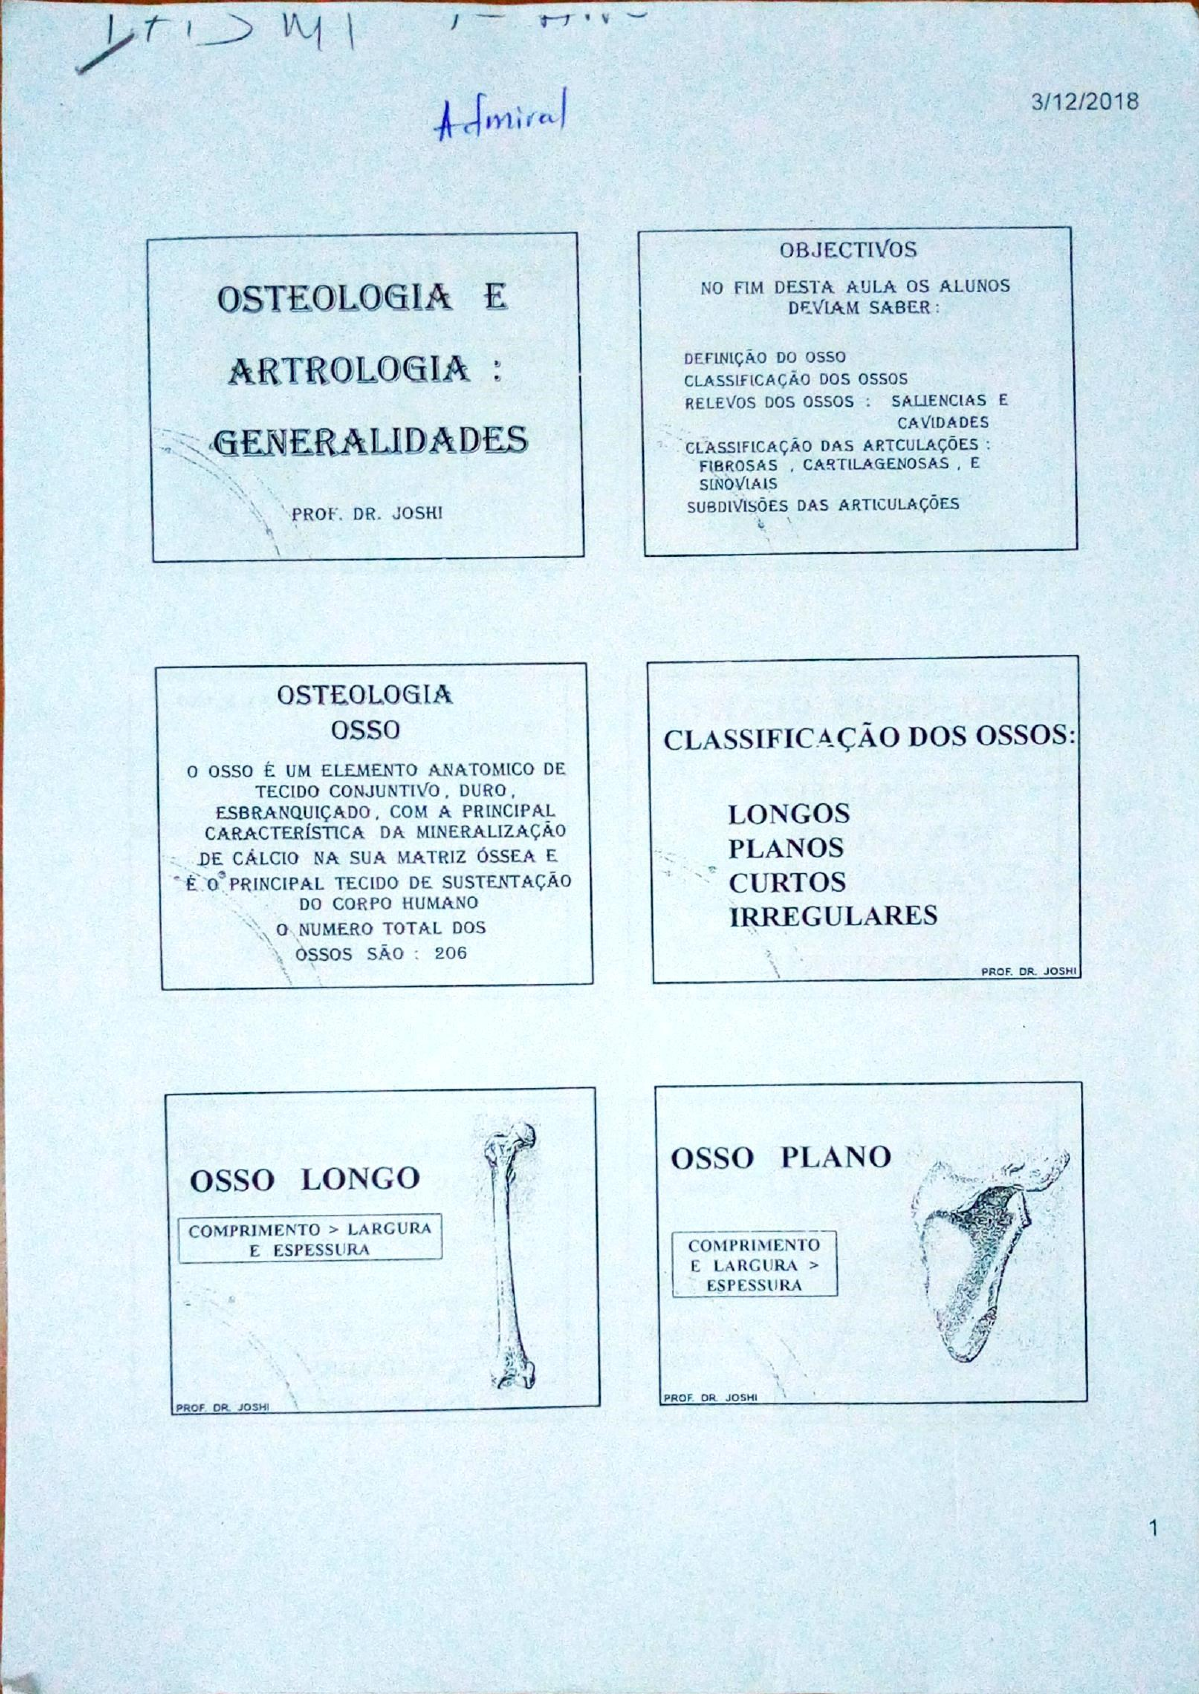 Admiral
3/12/2018
OSTEOLOGIA E
ARTROLOGIA :
GENERALIDADES
PROF. DR. JOSHI
OBJECTIVOS
NO FIM DESTA AULA OS ALUNOS
DEVIAM SABER :
DEFINIÇÃO DO OSSO
CLASSIFICAÇÃO DOS OSSOS
RELEVOS DOS OSSOS : SALIENCIAS E
CAVIDADES
CLASSIFICAÇÃO DAS ARTCULAÇÕES :
FIBROSAS , CARTILAGENOSAS , E
SINOVIAIS
SUBDIVISÕES DAS ARTICULAÇÕES
OSTEOLOGIA
OSSO
O OSSO É UM ELEMENTO ANATOMICO DE
TECIDO CONJUNTIVO, DURO,
ESBRANQUIÇADO, COM A PRINCIPAL
CARACTERÍSTICA DA MINERALIZAÇÃO
DE CÁLCIO NA SUA MATRIZ ÓSSEA E
É O PRINCIPAL TECIDO DE SUSTENTAÇÃO
DO CORPO HUMANO
O NUMERO TOTAL DOS
OSSOS SÃO : 206
CLASSIFICAÇÃO DOS OSSOS:
LONGOS
PLANOS
CURTOS
IRREGULARES
PROF. DR. JOSHI
OSSO LONGO
COMPRIMENTO > LARGURA
E ESPESSURA
PROF. DR. JOSHI
OSSO PLANO
COMPRIMENTO
E LARGURA >
ESPESSURA
PROF. DR. JOSHI
1